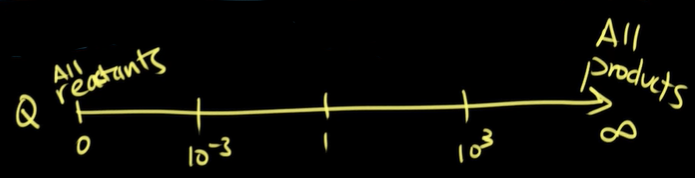 All
reactants
All
products
Q
0
10⁻³
1
10³
∞